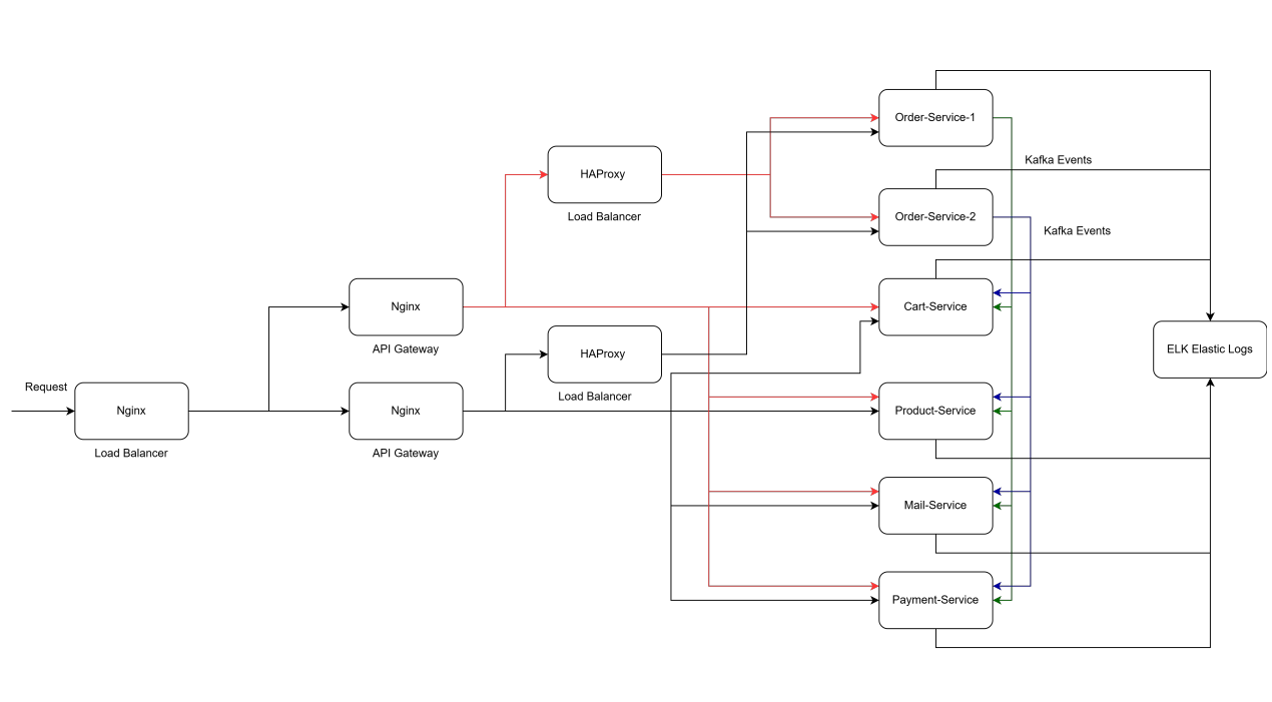 Order-Service-1
Kafka Events
HAProxy
Load Balancer
Order-Service-2
Kafka Events
Nginx
API Gateway
Cart-Service
HAProxy
Load Balancer
ELK Elastic Logs
Request
Nginx
Load Balancer
Nginx
API Gateway
Product-Service
Mail-Service
Payment-Service